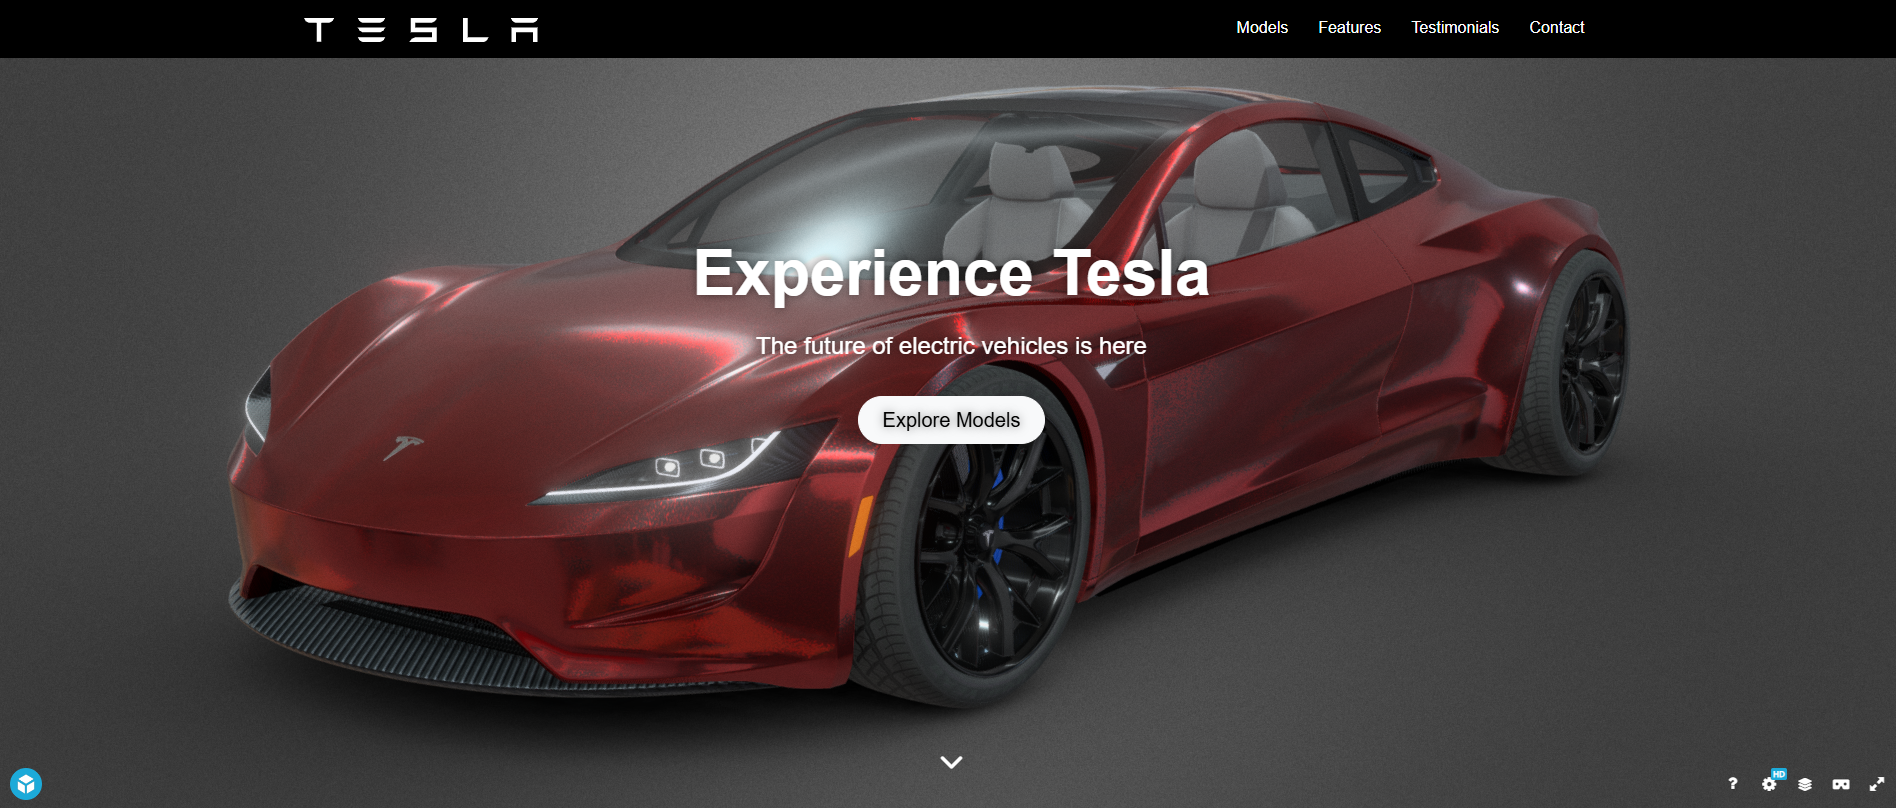 TESLA
Models Features Testimonials Contact
Experience Tesla
The future of electric vehicles is here
Explore Models
? HD